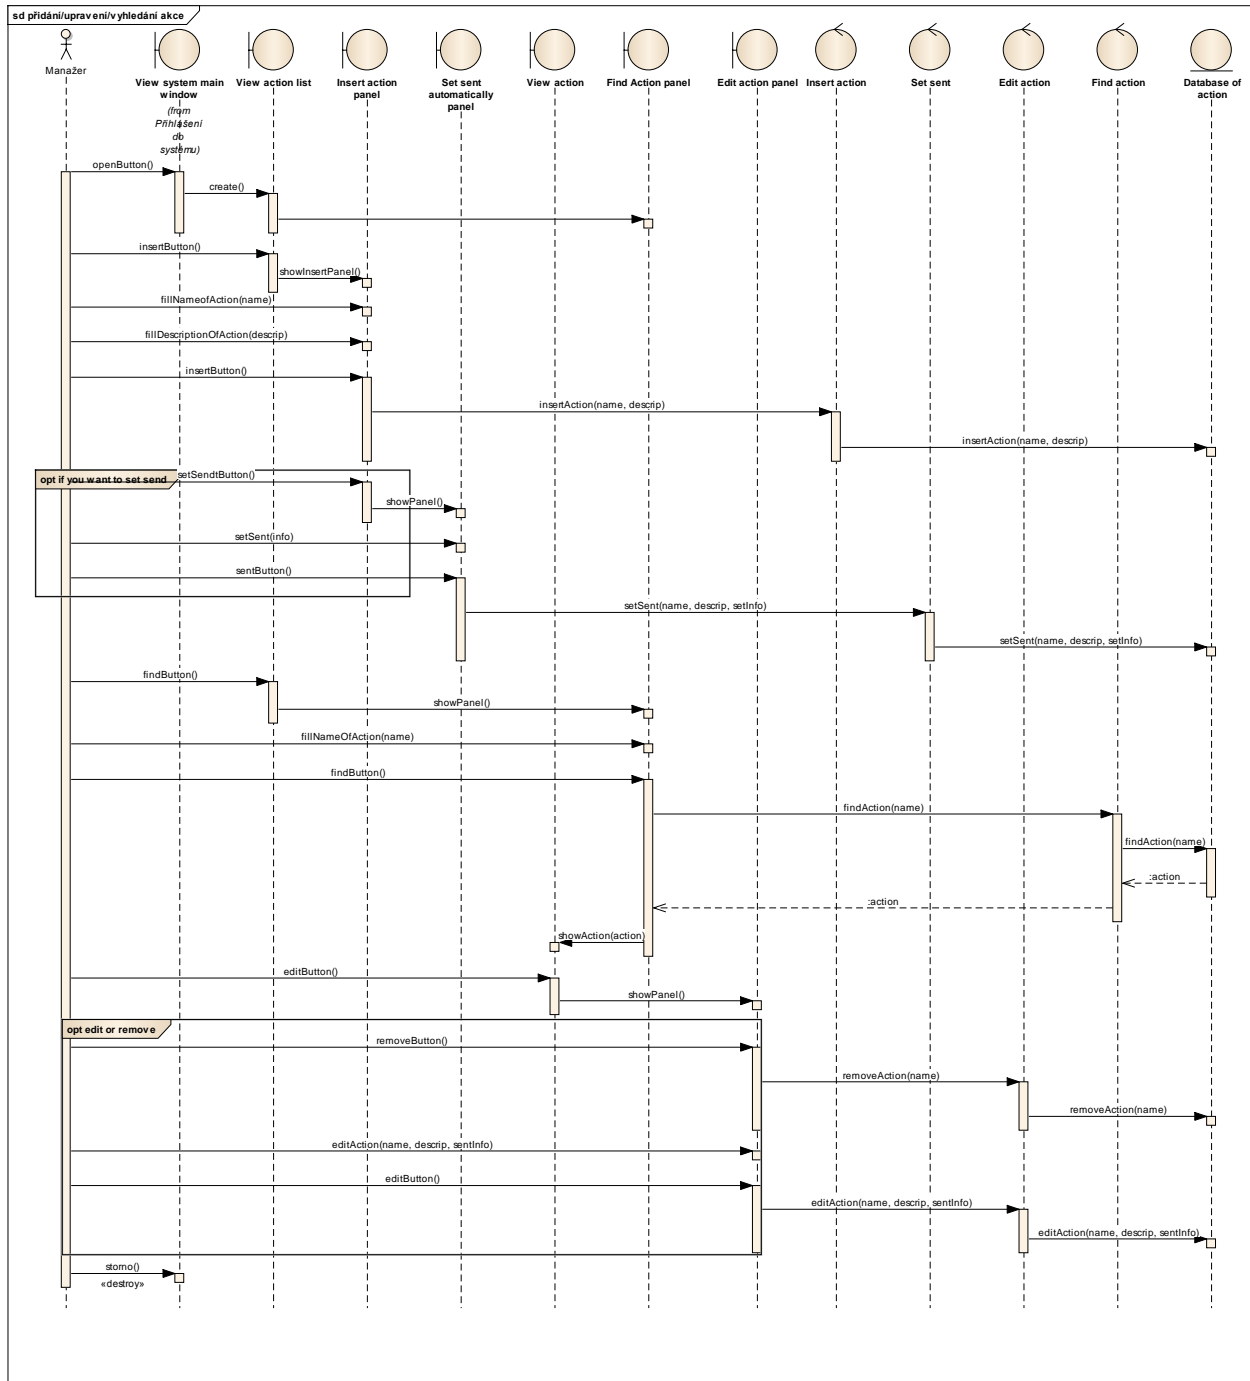 sd přidání/upravení/vyhledání akce
Manažer
View system main
window
(from
Přihlášení
do
systému)
View action list
Insert action
panel
Set sent
automatically
panel
View action
Find Action panel
Edit action panel
Insert action
Set sent
Edit action
Find action
Database of
action
openButton()
create()
insertButton()
showInsertPanel()
fillNameofAction(name)
fillDescriptionOfAction(descrip)
insertButton()
insertAction(name, descrip)
insertAction(name, descrip)
opt if you want to set send
setSendtButton()
showPanel()
setSent(info)
sentButton()
setSent(name, descrip, setInfo)
setSent(name, descrip, setInfo)
findButton()
showPanel()
fillNameOfAction(name)
findButton()
findAction(name)
findAction(name)
:action
:action
showAction(action)
editButton()
showPanel()
opt edit or remove
removeButton()
removeAction(name)
removeAction(name)
editAction(name, descrip, sentInfo)
editButton()
editAction(name, descrip, sentInfo)
editAction(name, descrip, sentInfo)
storno()
«destroy»